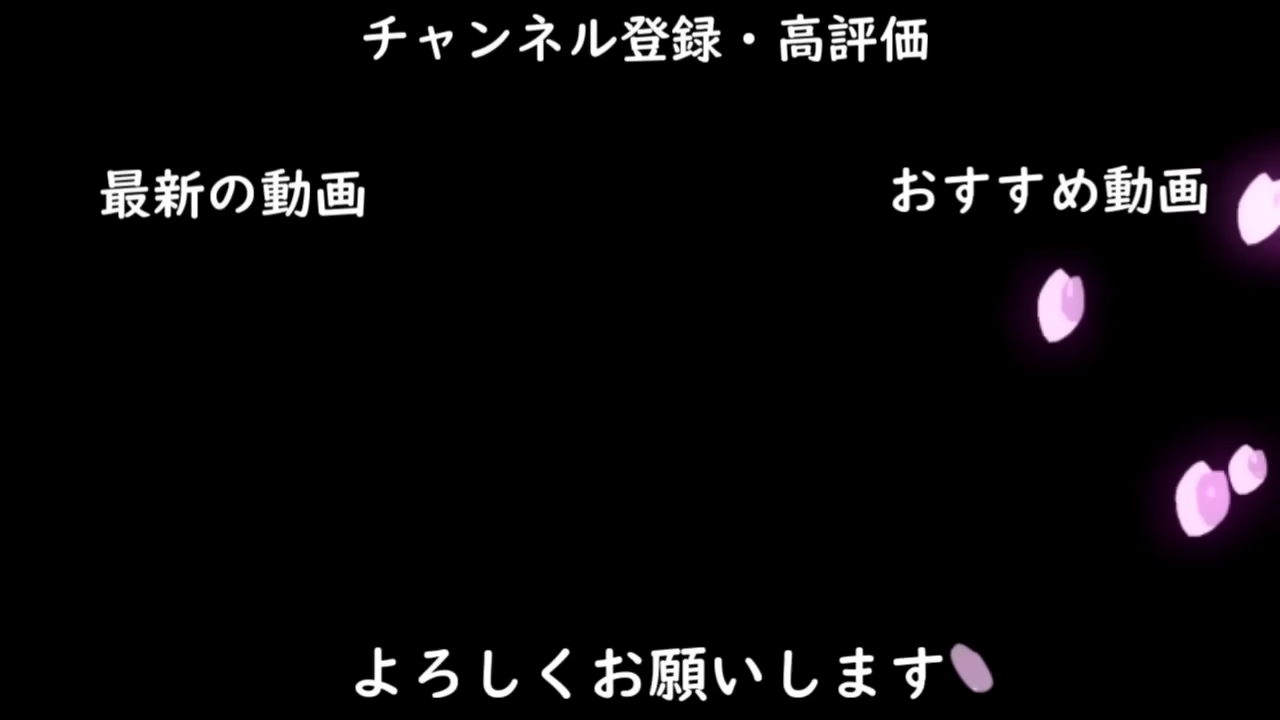 チャンネル登録・高評価
最新の動画
おすすめ動画
よろしくお願いします